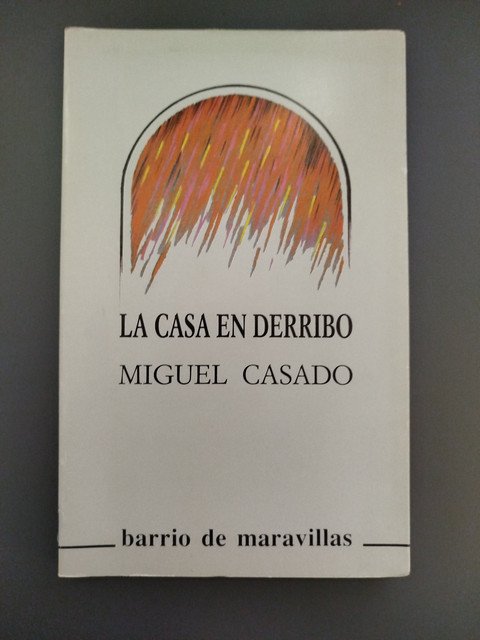 LA CASA EN DERRIBO
MIGUEL CASADO
barrio de maravillas